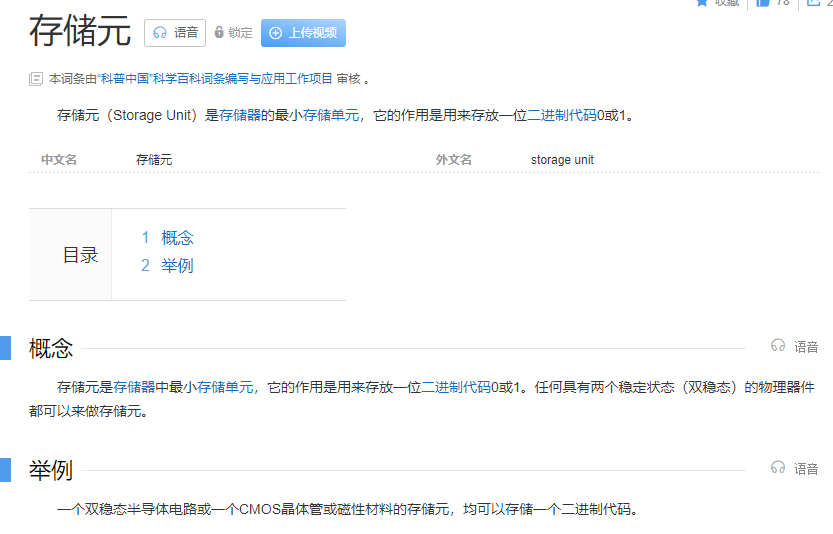 收藏 78 2
存储元 语音 锁定 上传视频
本词条由“科普中国”科学百科词条编写与应用工作项目 审核 。
存储元（Storage Unit）是存储器的最小存储单元，它的作用是用来存放一位二进制代码0或1。
中文名 存储元 外文名 storage unit
目录
1 概念
2 举例
概念 语音
存储元是存储器中最小存储单元，它的作用是用来存放一位二进制代码0或1。任何具有两个稳定状态（双稳态）的物理器件
都可以来做存储元。
举例 语音
一个双稳态半导体电路或一个CMOS晶体管或磁性材料的存储元，均可以存储一个二进制代码。